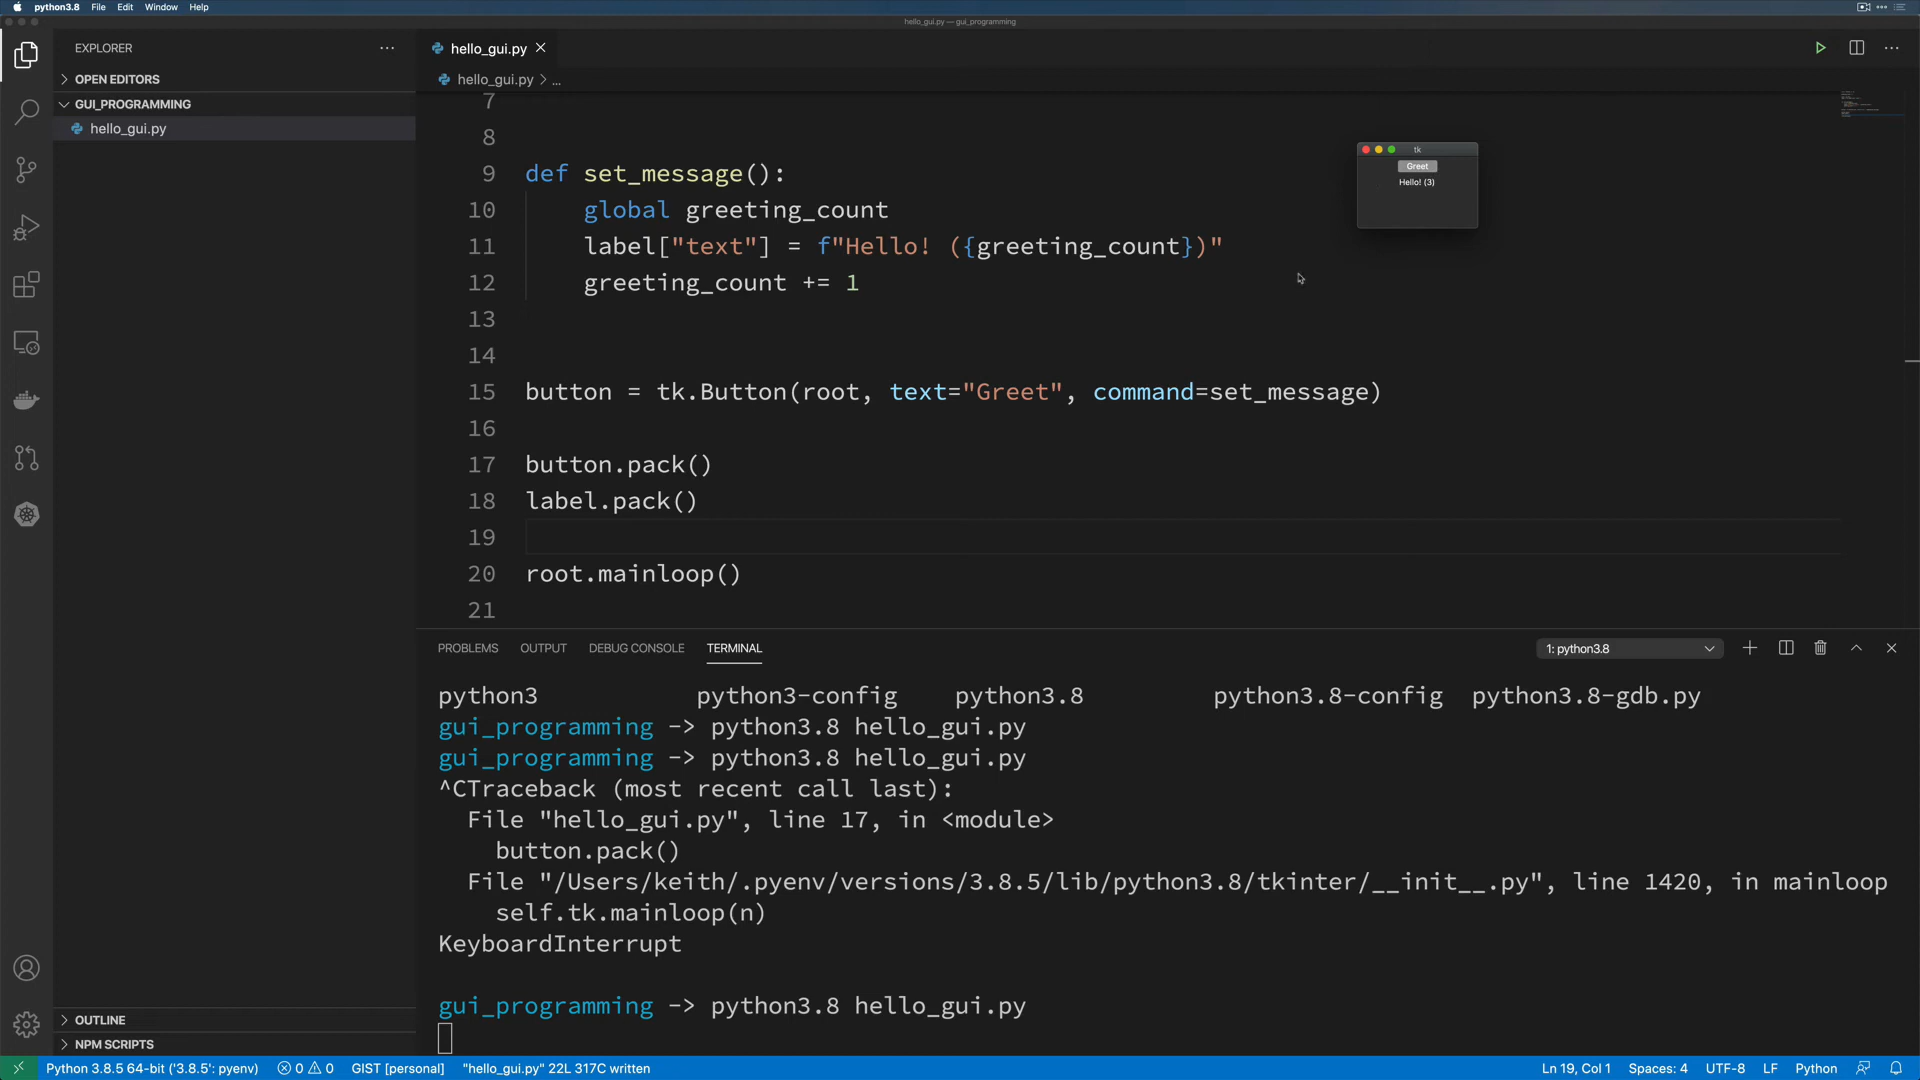 python3.8 File Edit Window Help
hello_gui.py — gui_programming
EXPLORER
OPEN EDITORS
GUI_PROGRAMMING
hello_gui.py
OUTLINE
NPM SCRIPTS
hello_gui.py
hello_gui.py > ...
7
8
9 def set_message():
10 global greeting_count
11 label["text"] = f"Hello! ({greeting_count})"
12 greeting_count += 1
13
14
15 button = tk.Button(root, text="Greet", command=set_message)
16
17 button.pack()
18 label.pack()
19
20 root.mainloop()
21
tk
Greet
Hello! (3)
PROBLEMS OUTPUT DEBUG CONSOLE TERMINAL 1: python3.8
python3 python3-config python3.8 python3.8-config python3.8-gdb.py
gui_programming -> python3.8 hello_gui.py
gui_programming -> python3.8 hello_gui.py
^CTraceback (most recent call last):
File "hello_gui.py", line 17, in <module>
button.pack()
File "/Users/keith/.pyenv/versions/3.8.5/lib/python3.8/tkinter/__init__.py", line 1420, in mainloop
self.tk.mainloop(n)
KeyboardInterrupt
gui_programming -> python3.8 hello_gui.py
Python 3.8.5 64-bit ('3.8.5': pyenv) 0 0 GIST [personal] "hello_gui.py" 22L 317C written Ln 19, Col 1 Spaces: 4 UTF-8 LF Python